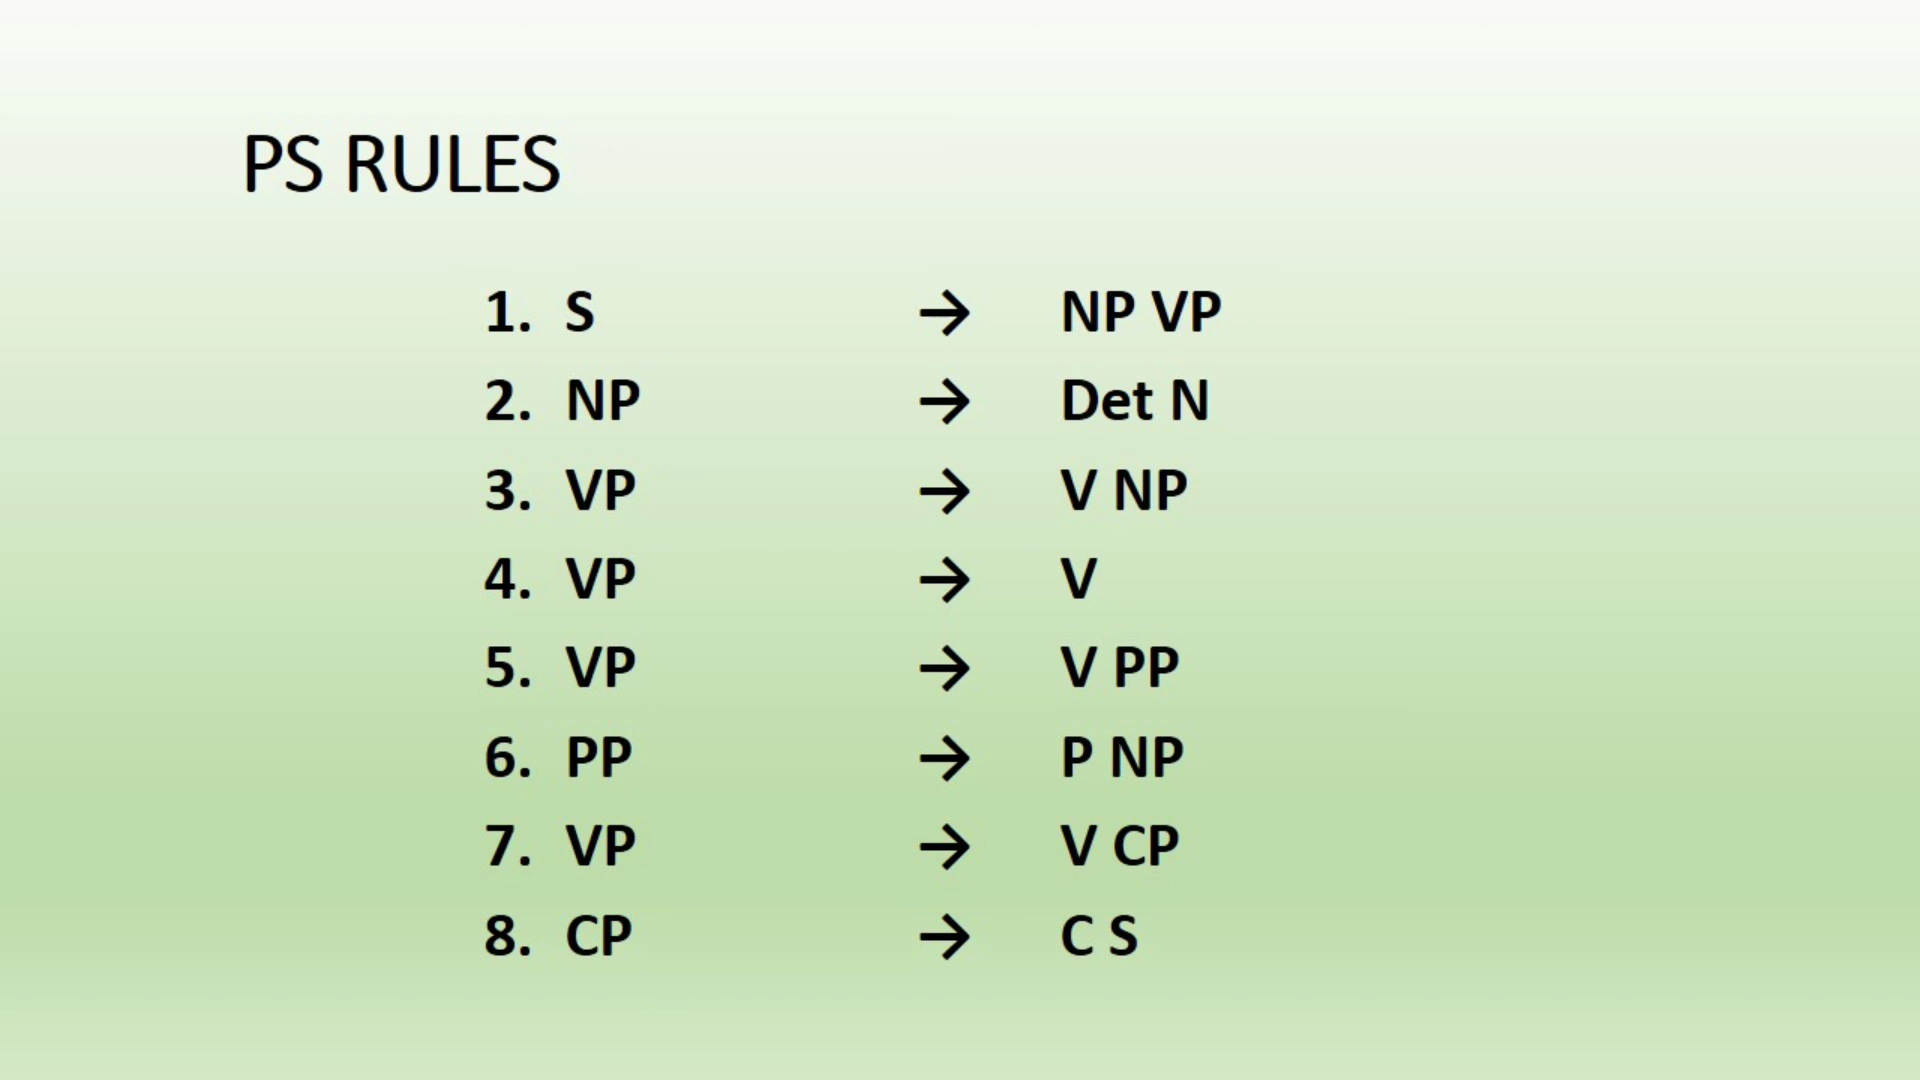 PS RULES
1. S → NP VP
2. NP → Det N
3. VP → V NP
4. VP → V
5. VP → V PP
6. PP → P NP
7. VP → V CP
8. CP → C S